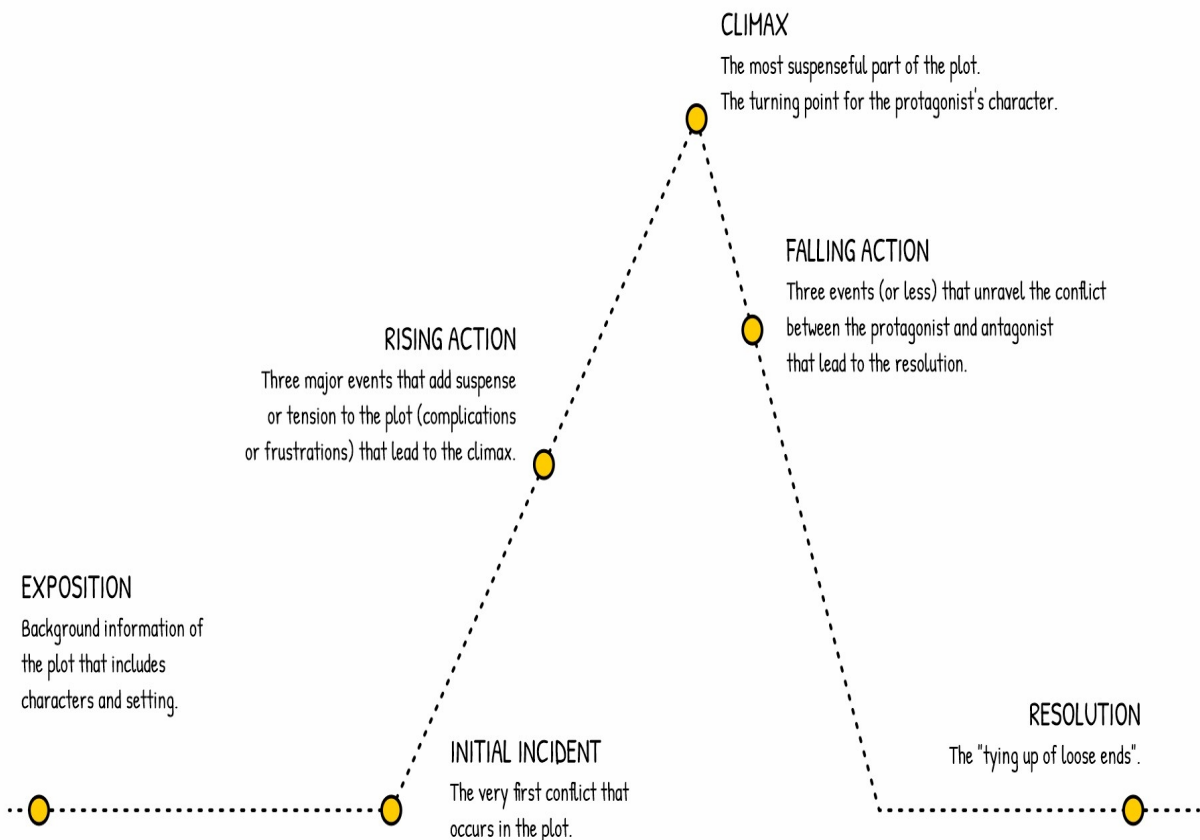 CLIMAX
The most suspenseful part of the plot.
The turning point for the protagonist's character.
FALLING ACTION
Three events (or less) that unravel the conflict
between the protagonist and antagonist
that lead to the resolution.
RISING ACTION
Three major events that add suspense
or tension to the plot (complications
or frustrations) that lead to the climax.
EXPOSITION
Background information of
the plot that includes
characters and setting.
INITIAL INCIDENT
The very first conflict that
occurs in the plot.
RESOLUTION
The "tying up of loose ends".